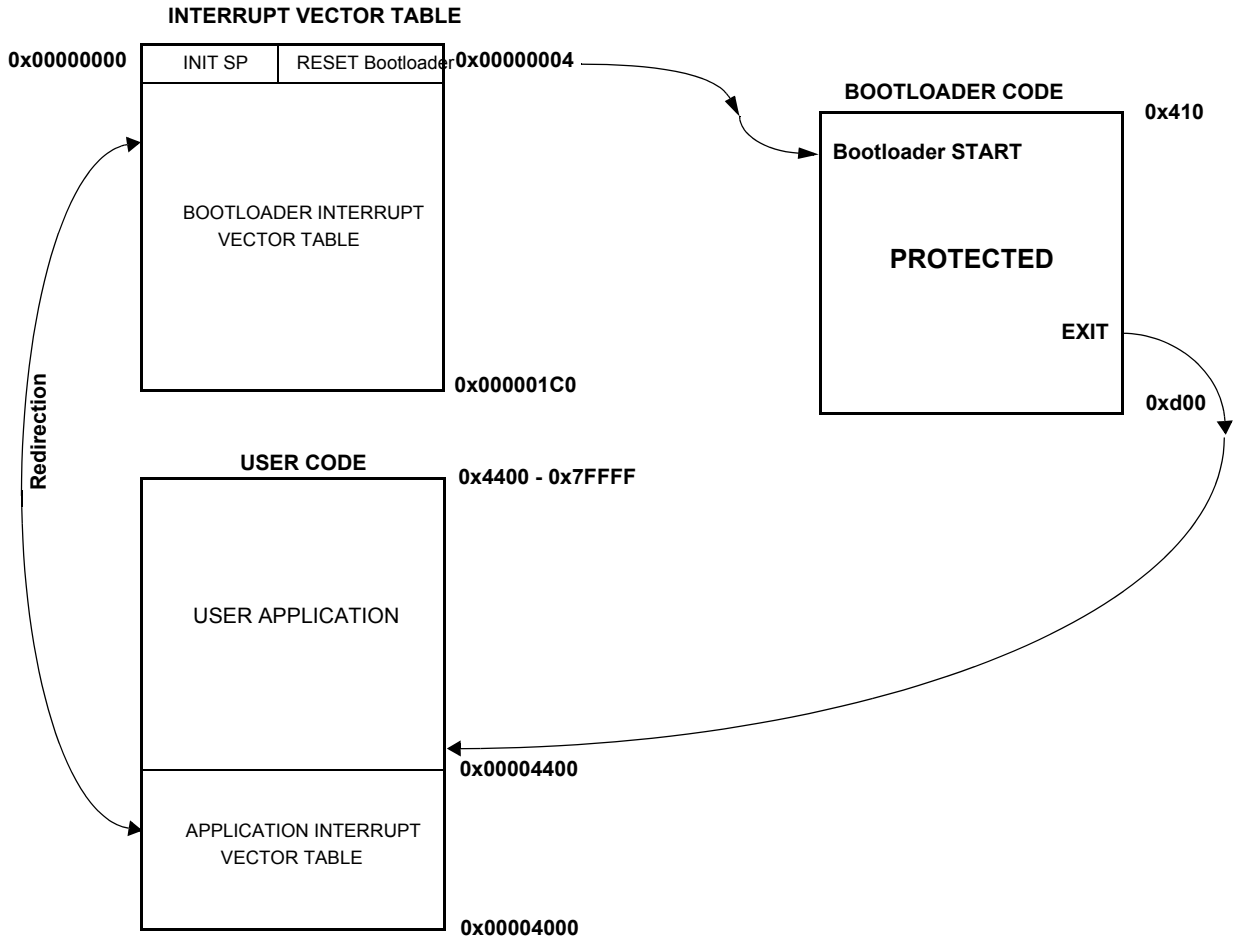 INTERRUPT VECTOR TABLE
0x00000000
INIT SP
RESET Bootloader
0x00000004
BOOTLOADER INTERRUPT
VECTOR TABLE
0x000001C0
BOOTLOADER CODE
0x410
Bootloader START
PROTECTED
EXIT
0xd00
Redirection
USER CODE
0x4400 - 0x7FFFF
USER APPLICATION
0x00004400
APPLICATION INTERRUPT
VECTOR TABLE
0x00004000